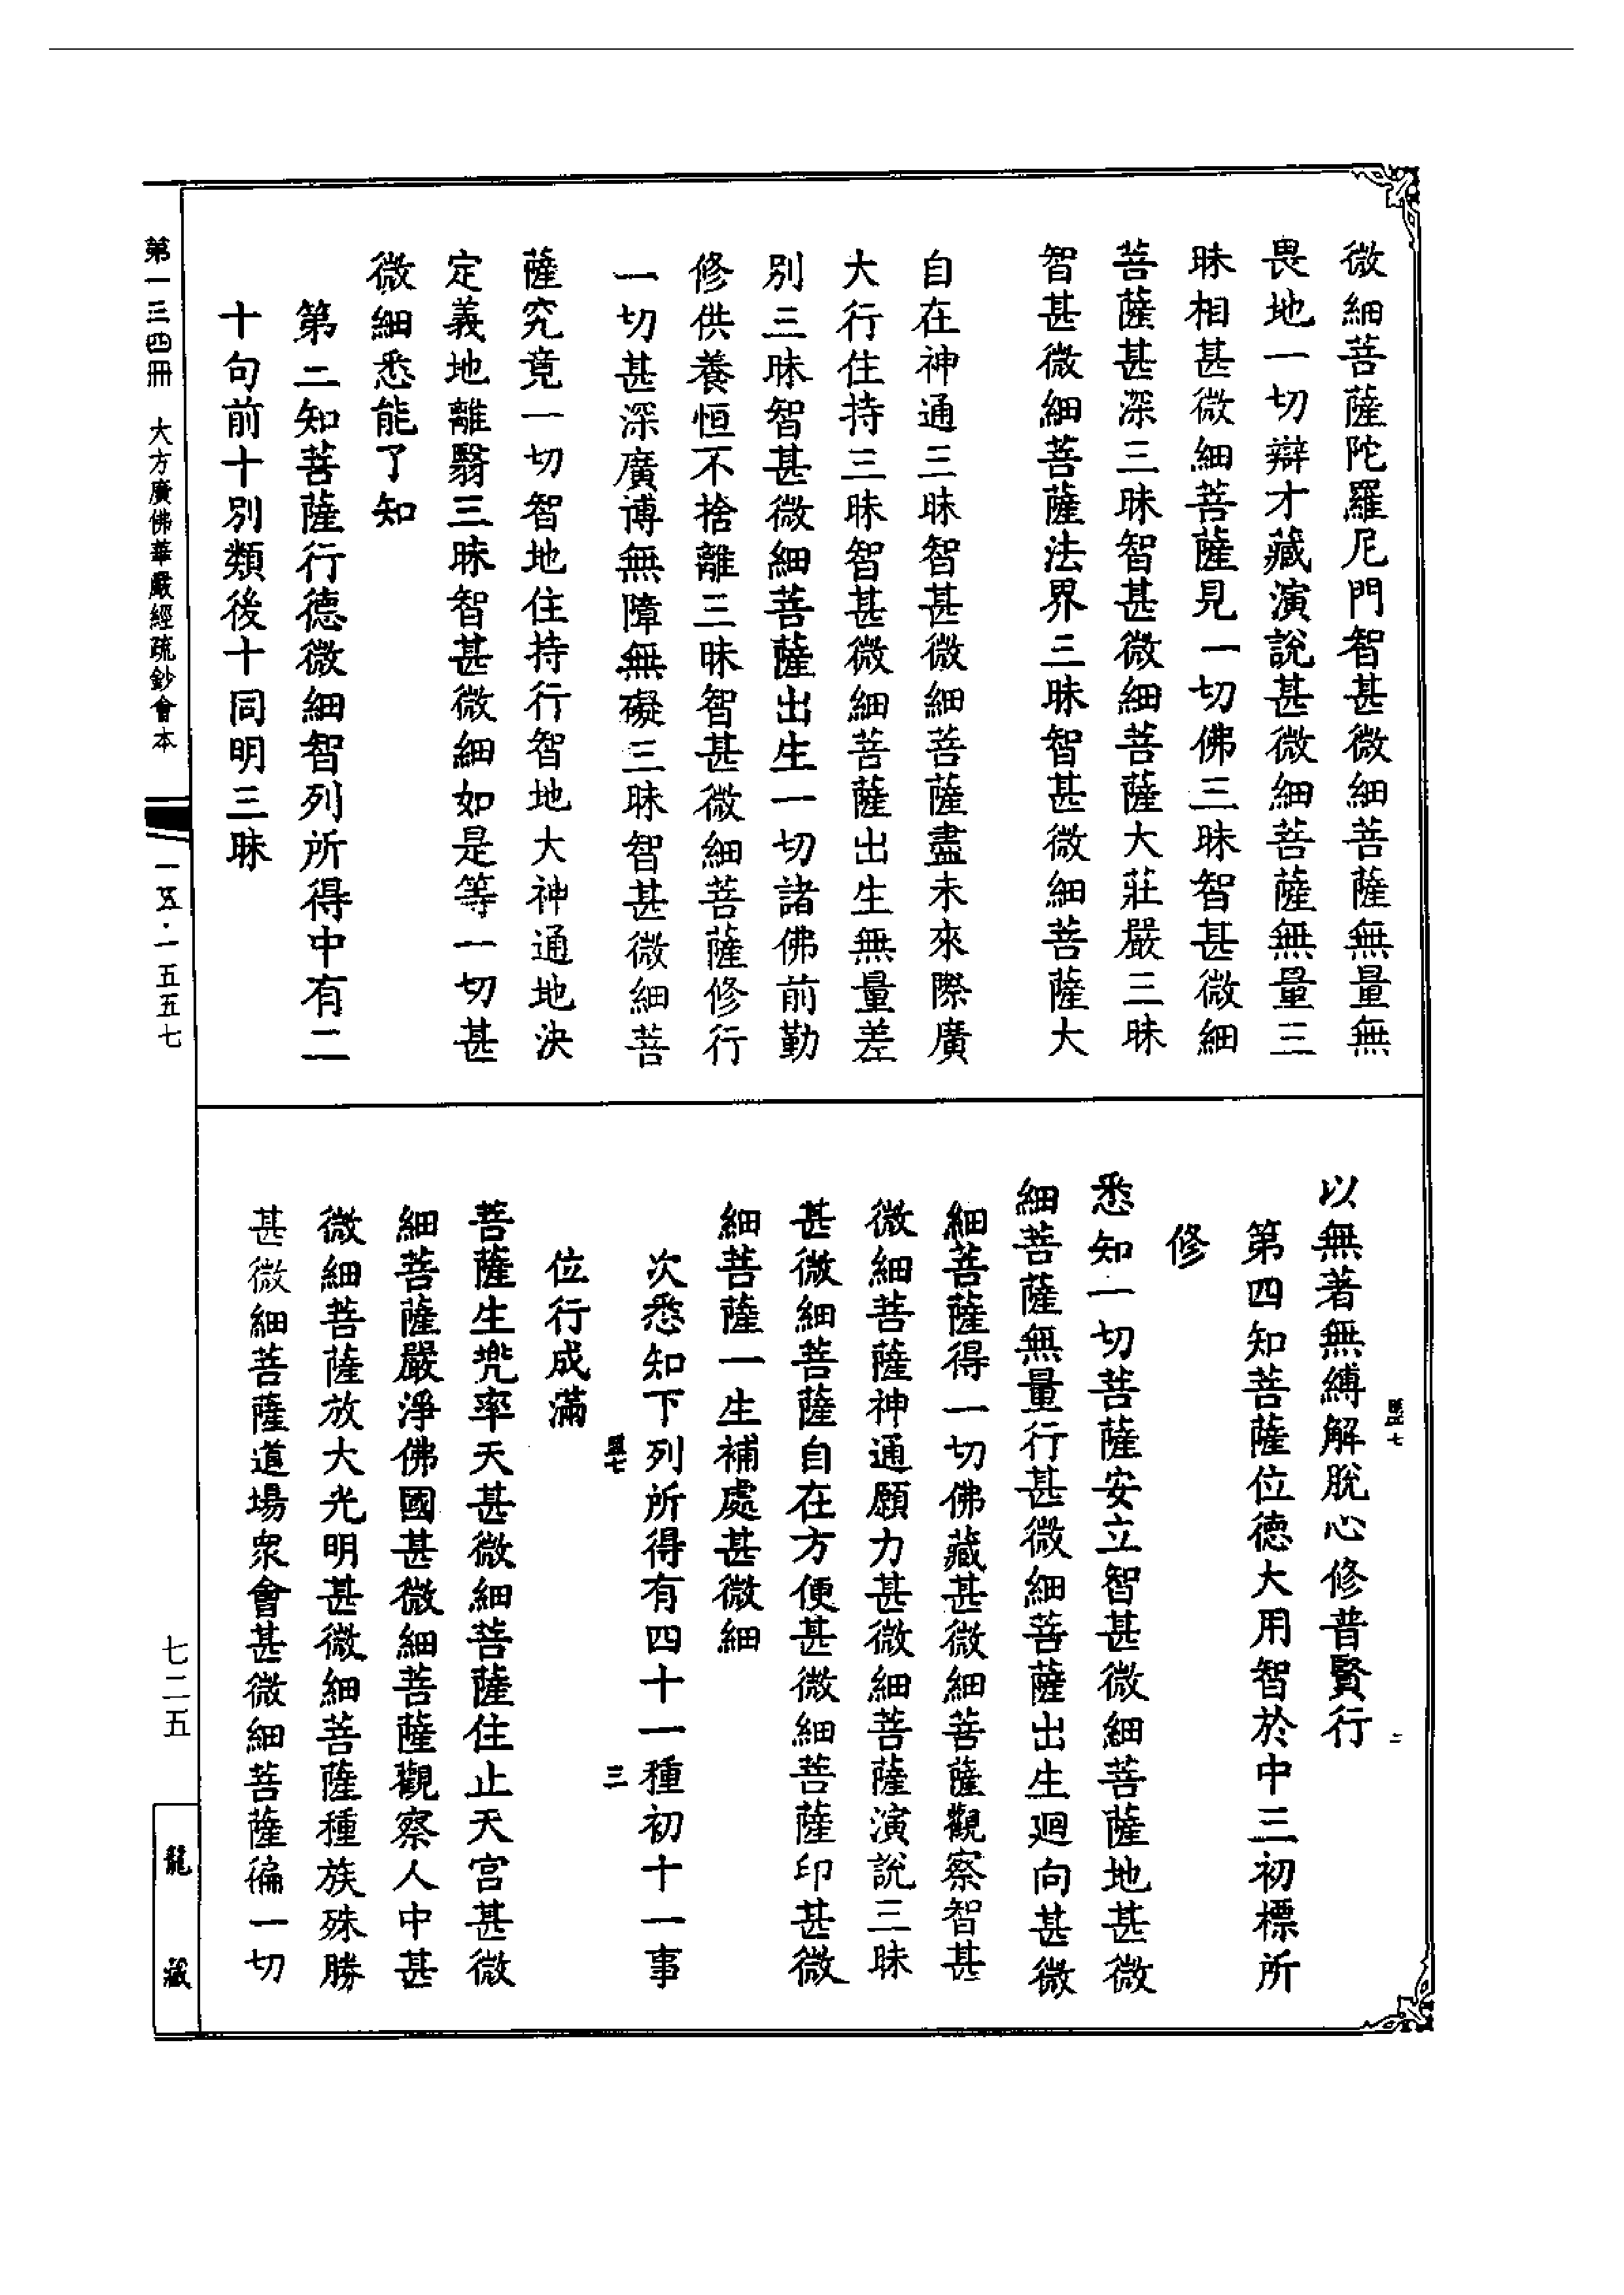 微細菩薩陀羅尼門智甚微細菩薩無量無
畏地一切辯才藏演說甚微細菩薩無量三
昧相甚微細菩薩見一切佛三昧智甚微細
菩薩甚深三昧智甚微細菩薩大莊嚴三昧
智甚微細菩薩法界三昧智甚微細菩薩大
自在神通三昧智甚微細菩薩盡未來際廣
大行住持三昧智甚微細菩薩出生無量差
別三昧智甚微細菩薩出生一切諸佛前勤
修供養恒不捨離三昧智甚微細菩薩修行
一切甚深廣博無障無礙三昧智甚微細菩
薩究竟一切智地住持行智地大神通地決
定義地離翳三昧智甚微細如是等一切甚
微細悉能了知
第二知菩薩行德微細智列所得中有二
十句前十別類後十同明三昧
第一三四冊 大方廣佛華嚴經疏鈔會本
一五五·一五五七
以無著無縛解脫心修普賢行
第四知菩薩位德大用智於中三初標所
修
悉知一切菩薩安立智甚微細菩薩地甚微
細菩薩無量行甚微細菩薩出生廻向甚微
細菩薩得一切佛藏甚微細菩薩觀察智甚
微細菩薩神通願力甚微細菩薩演說三昧
甚微細菩薩自在方便甚微細菩薩印甚微
細菩薩一生補處甚微細
次悉知下列所得有四十一種初十一事
三
位行成滿
菩薩生兜率天甚微細菩薩住止天宮甚微
細菩薩嚴淨佛國甚微細菩薩觀察人中甚
微細菩薩放大光明甚微細菩薩種族殊勝
甚微細菩薩道場衆會甚微細菩薩徧一切
七二五
龍藏